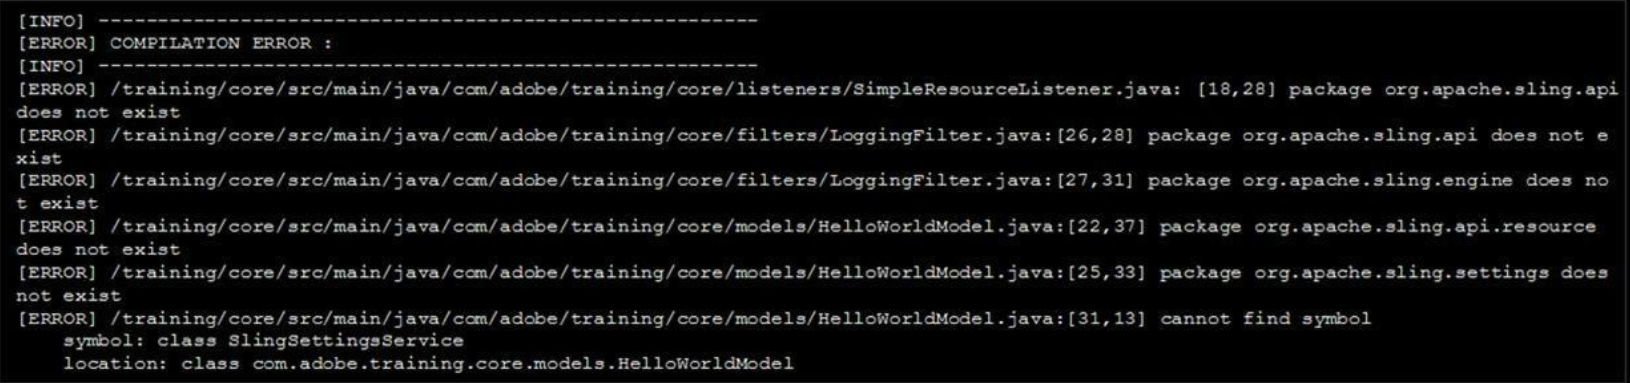 [INFO] --------------------------------------------------------
[ERROR] COMPILATION ERROR :
[INFO] --------------------------------------------------------
[ERROR] /training/core/src/main/java/com/adobe/training/core/listeners/SimpleResourceListener.java: [18,28] package org.apache.sling.api
does not exist
[ERROR] /training/core/src/main/java/com/adobe/training/core/filters/LoggingFilter.java:[26,28] package org.apache.sling.api does not e
xist
[ERROR] /training/core/src/main/java/com/adobe/training/core/filters/LoggingFilter.java:[27,31] package org.apache.sling.engine does no
t exist
[ERROR] /training/core/src/main/java/com/adobe/training/core/models/HelloWorldModel.java:[22,37] package org.apache.sling.api.resource
does not exist
[ERROR] /training/core/src/main/java/com/adobe/training/core/models/HelloWorldModel.java:[25,33] package org.apache.sling.settings does
not exist
[ERROR] /training/core/src/main/java/com/adobe/training/core/models/HelloWorldModel.java:[31,13] cannot find symbol
symbol: class SlingSettingsService
location: class com.adobe.training.core.models.HelloWorldModel